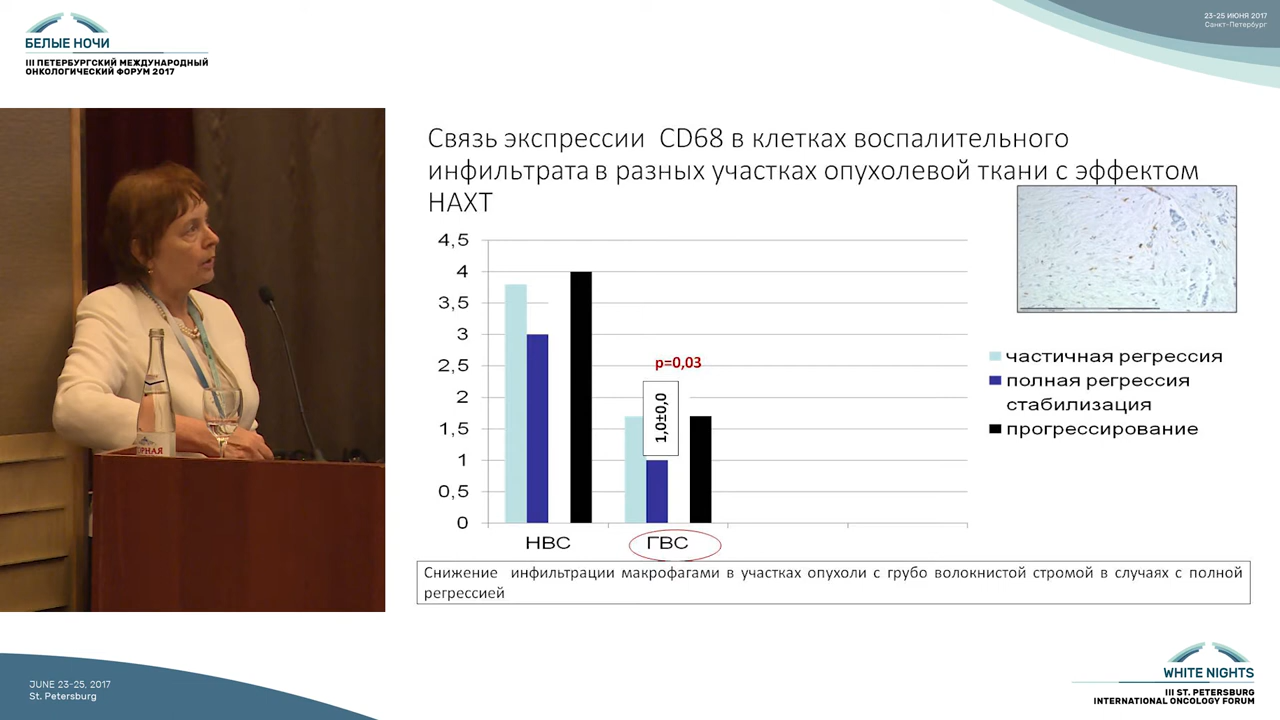 БЕЛЫЕ НОЧИ
III ПЕТЕРБУРГСКИЙ МЕЖДУНАРОДНЫЙ
ОНКОЛОГИЧЕСКИЙ ФОРУМ 2017
23-25 ИЮНЯ 2017
Санкт-Петербург
Связь экспрессии CD68 в клетках воспалительного
инфильтрата в разных участках опухолевой ткани с эффектом
НАХТ
4,5
4
3,5
3
2,5
2
1,5
1
0,5
0
p=0,03
1,0±0,0
НВС
ГВС
частичная регрессия
полная регрессия
стабилизация
прогрессирование
Снижение инфильтрации макрофагами в участках опухоли с грубо волокнистой стромой в случаях с полной
регрессией
ОРНАЯ
JUNE 23-25, 2017
St. Petersburg
WHITE NIGHTS
III ST. PETERSBURG
INTERNATIONAL ONCOLOGY FORUM